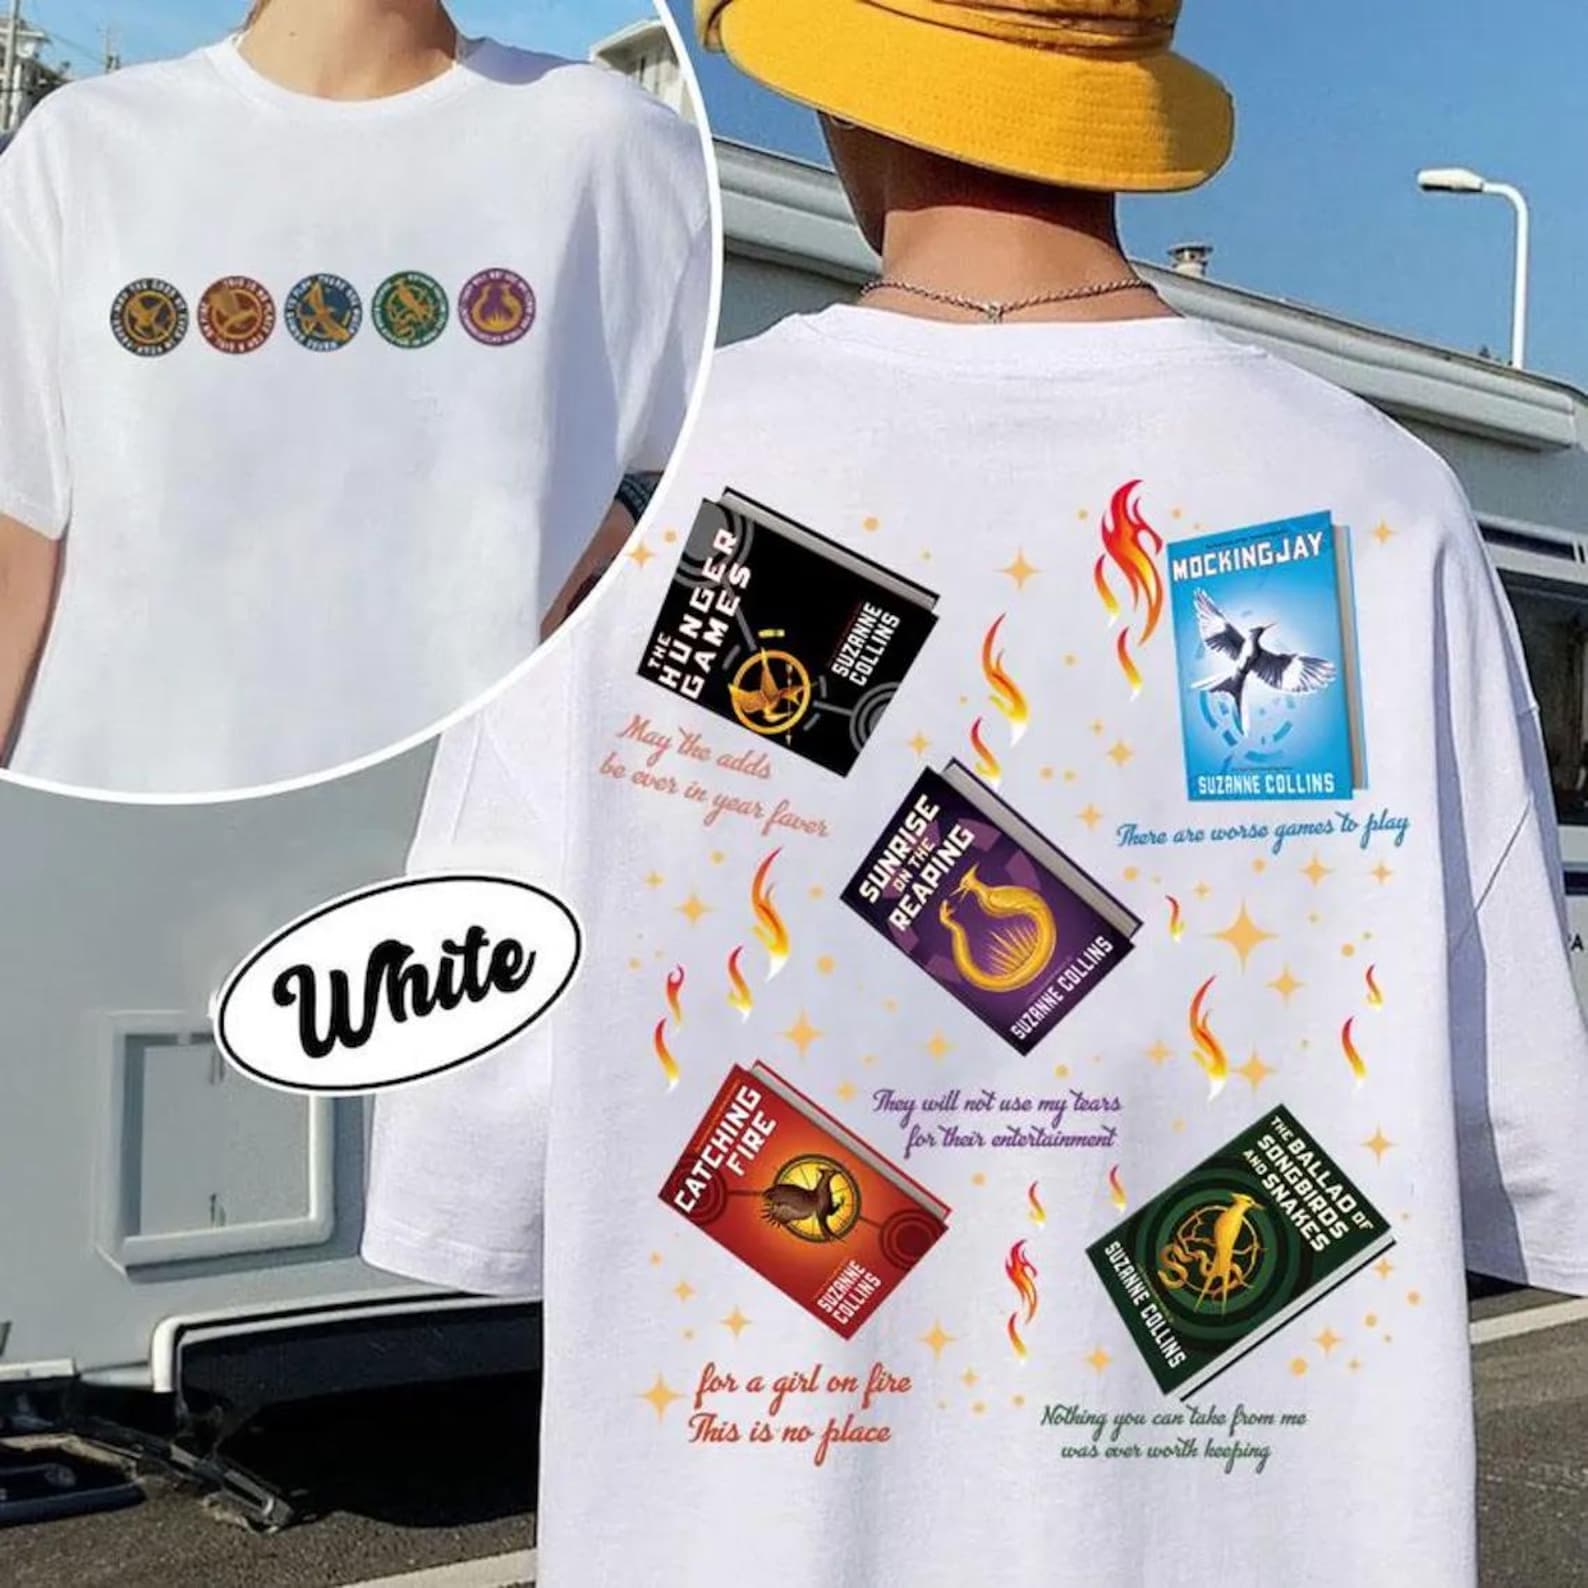 THE
HUNGER
GAMES
SUZANNE
COLLINS
May the adds
be ever in year faver
MOCKINGJAY
SUZANNE COLLINS
There are worse games to play
SUNRISE
ON THE
REAPING
SUZANNE COLLINS
They will not use my tears
for their entertainment
White
CATCHING
FIRE
SUZANNE
COLLINS
for a girl on fire
This is no place
THE BALLAD OF
SONGBIRDS
AND SNAKES
SUZANNE COLLINS
Nothing you can take from me
was ever worth keeping